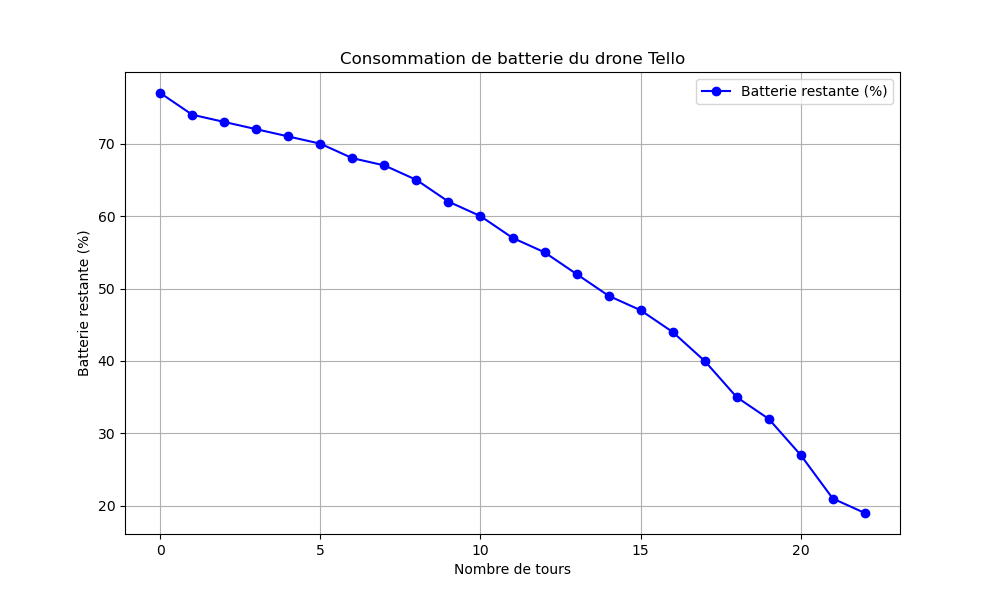 Consommation de batterie du drone Tello
Batterie restante (%)
Batterie restante (%)
70
60
50
40
30
20
0 5 10 15 20
Nombre de tours